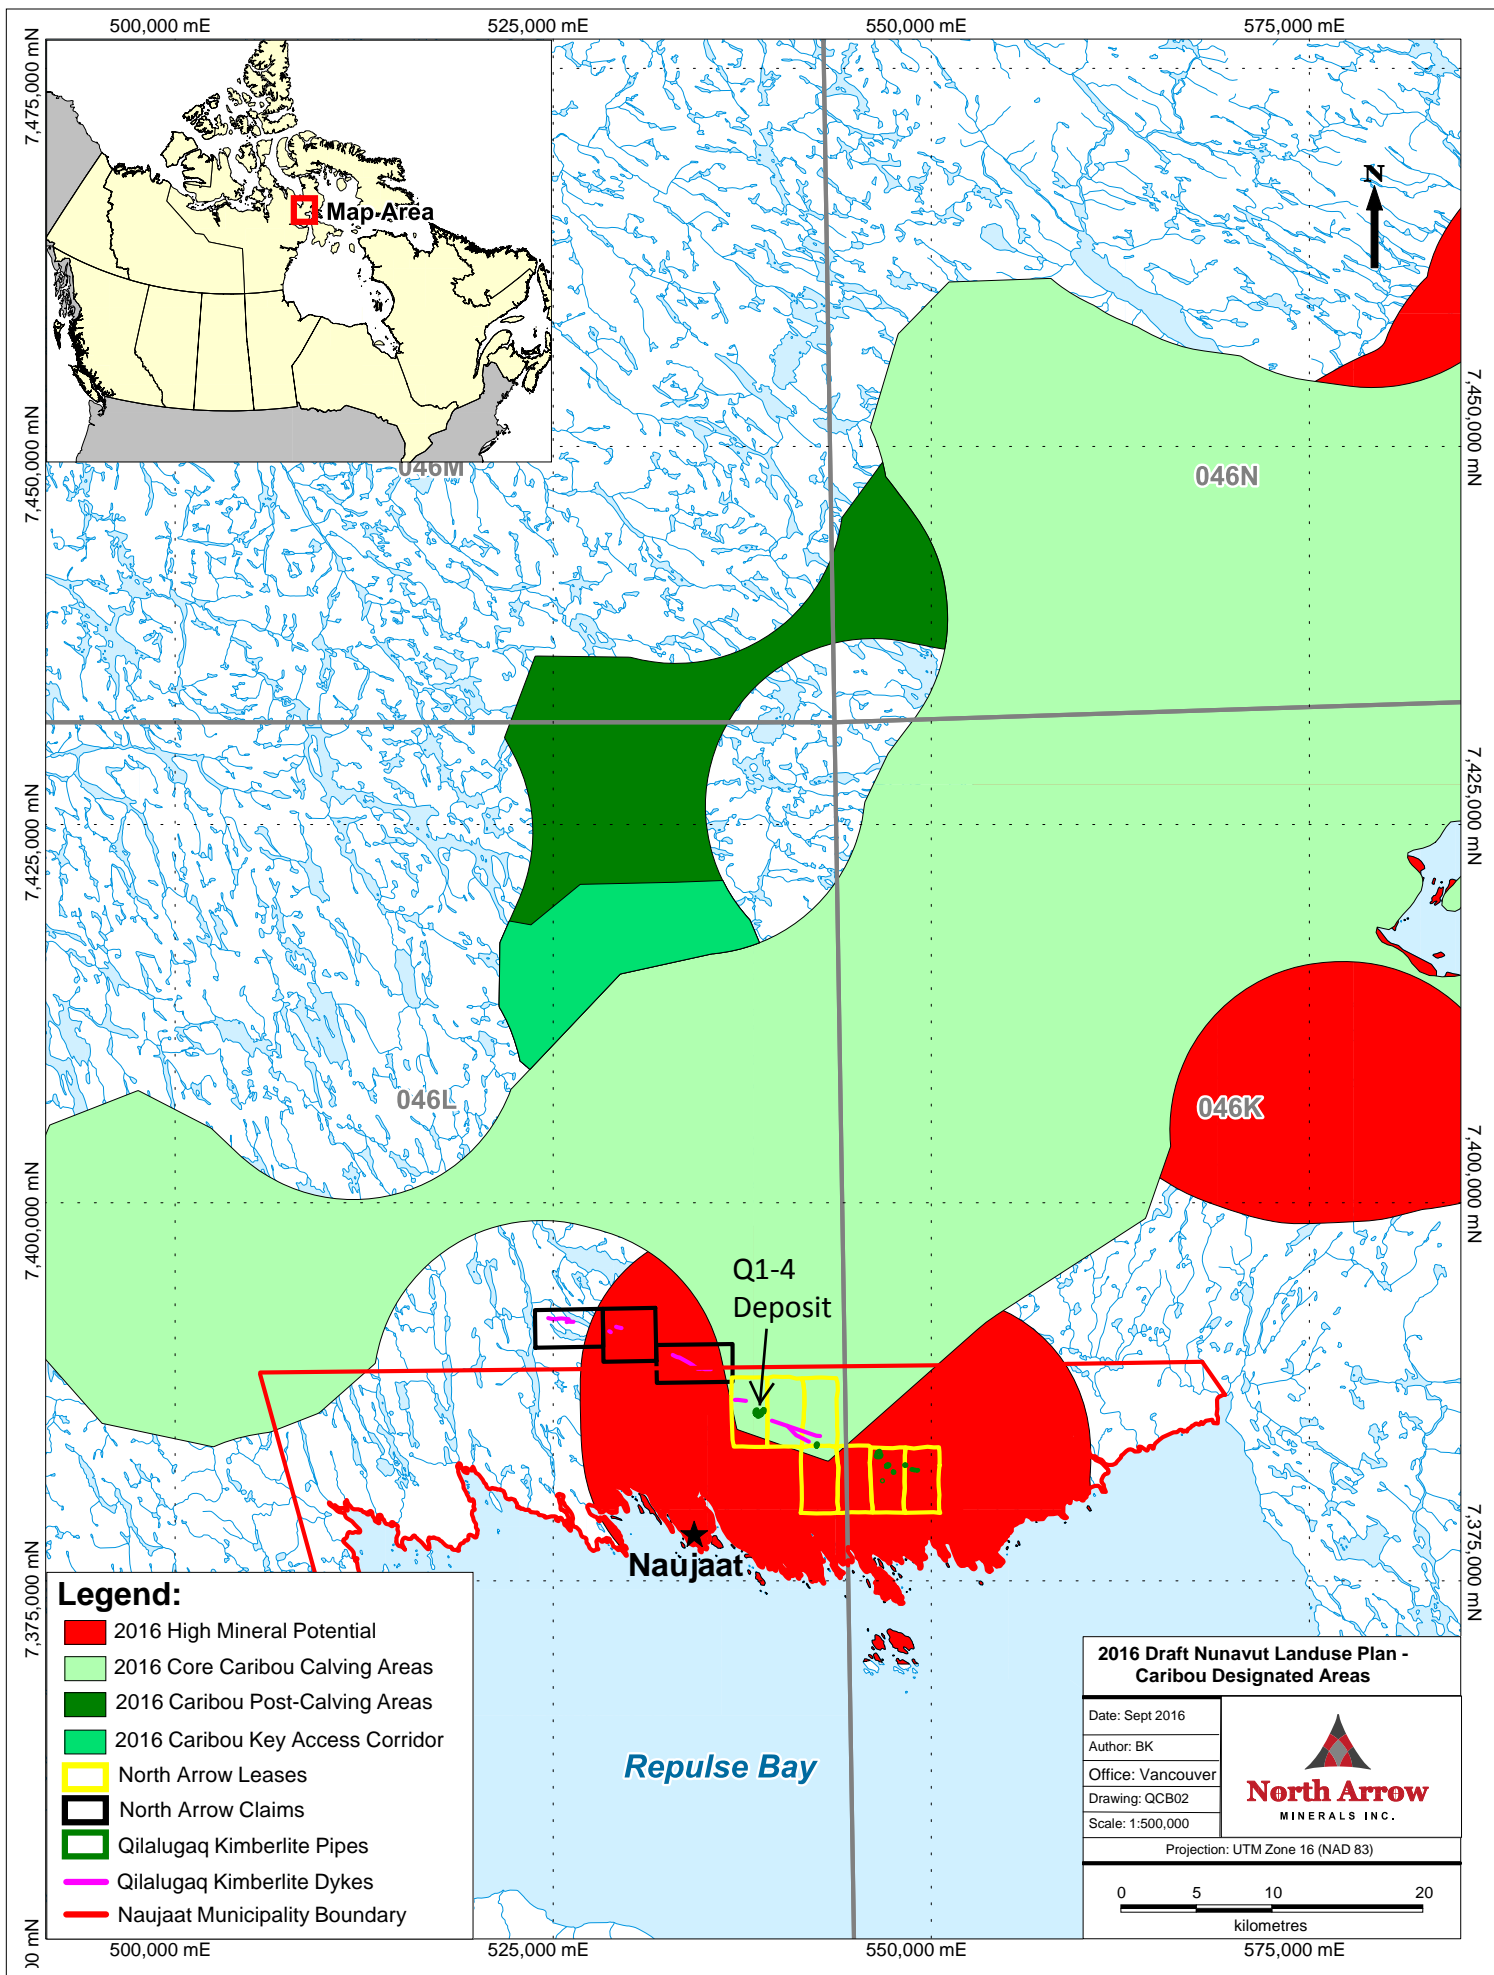 500,000 mE
525,000 mE
550,000 mE
575,000 mE
7,475,000 mN
7,450,000 mN
7,425,000 mN
7,400,000 mN
7,375,000 mN
00 mN
Map Area
N
046M
046N
7,450,000 mN
7,425,000 mN
7,400,000 mN
7,375,000 mN
046L
046K
Q1-4
Deposit
Naujaat
Repulse Bay
Legend:
2016 High Mineral Potential
2016 Core Caribou Calving Areas
2016 Caribou Post-Calving Areas
2016 Caribou Key Access Corridor
North Arrow Leases
North Arrow Claims
Qilalugaq Kimberlite Pipes
Qilalugaq Kimberlite Dykes
Naujaat Municipality Boundary
2016 Draft Nunavut Landuse Plan -
Caribou Designated Areas
Date: Sept 2016
Author: BK
Office: Vancouver
Drawing: QCB02
Scale: 1:500,000
North Arrow
MINERALS INC.
Projection: UTM Zone 16 (NAD 83)
0 5 10 20
kilometres
500,000 mE
525,000 mE
550,000 mE
575,000 mE